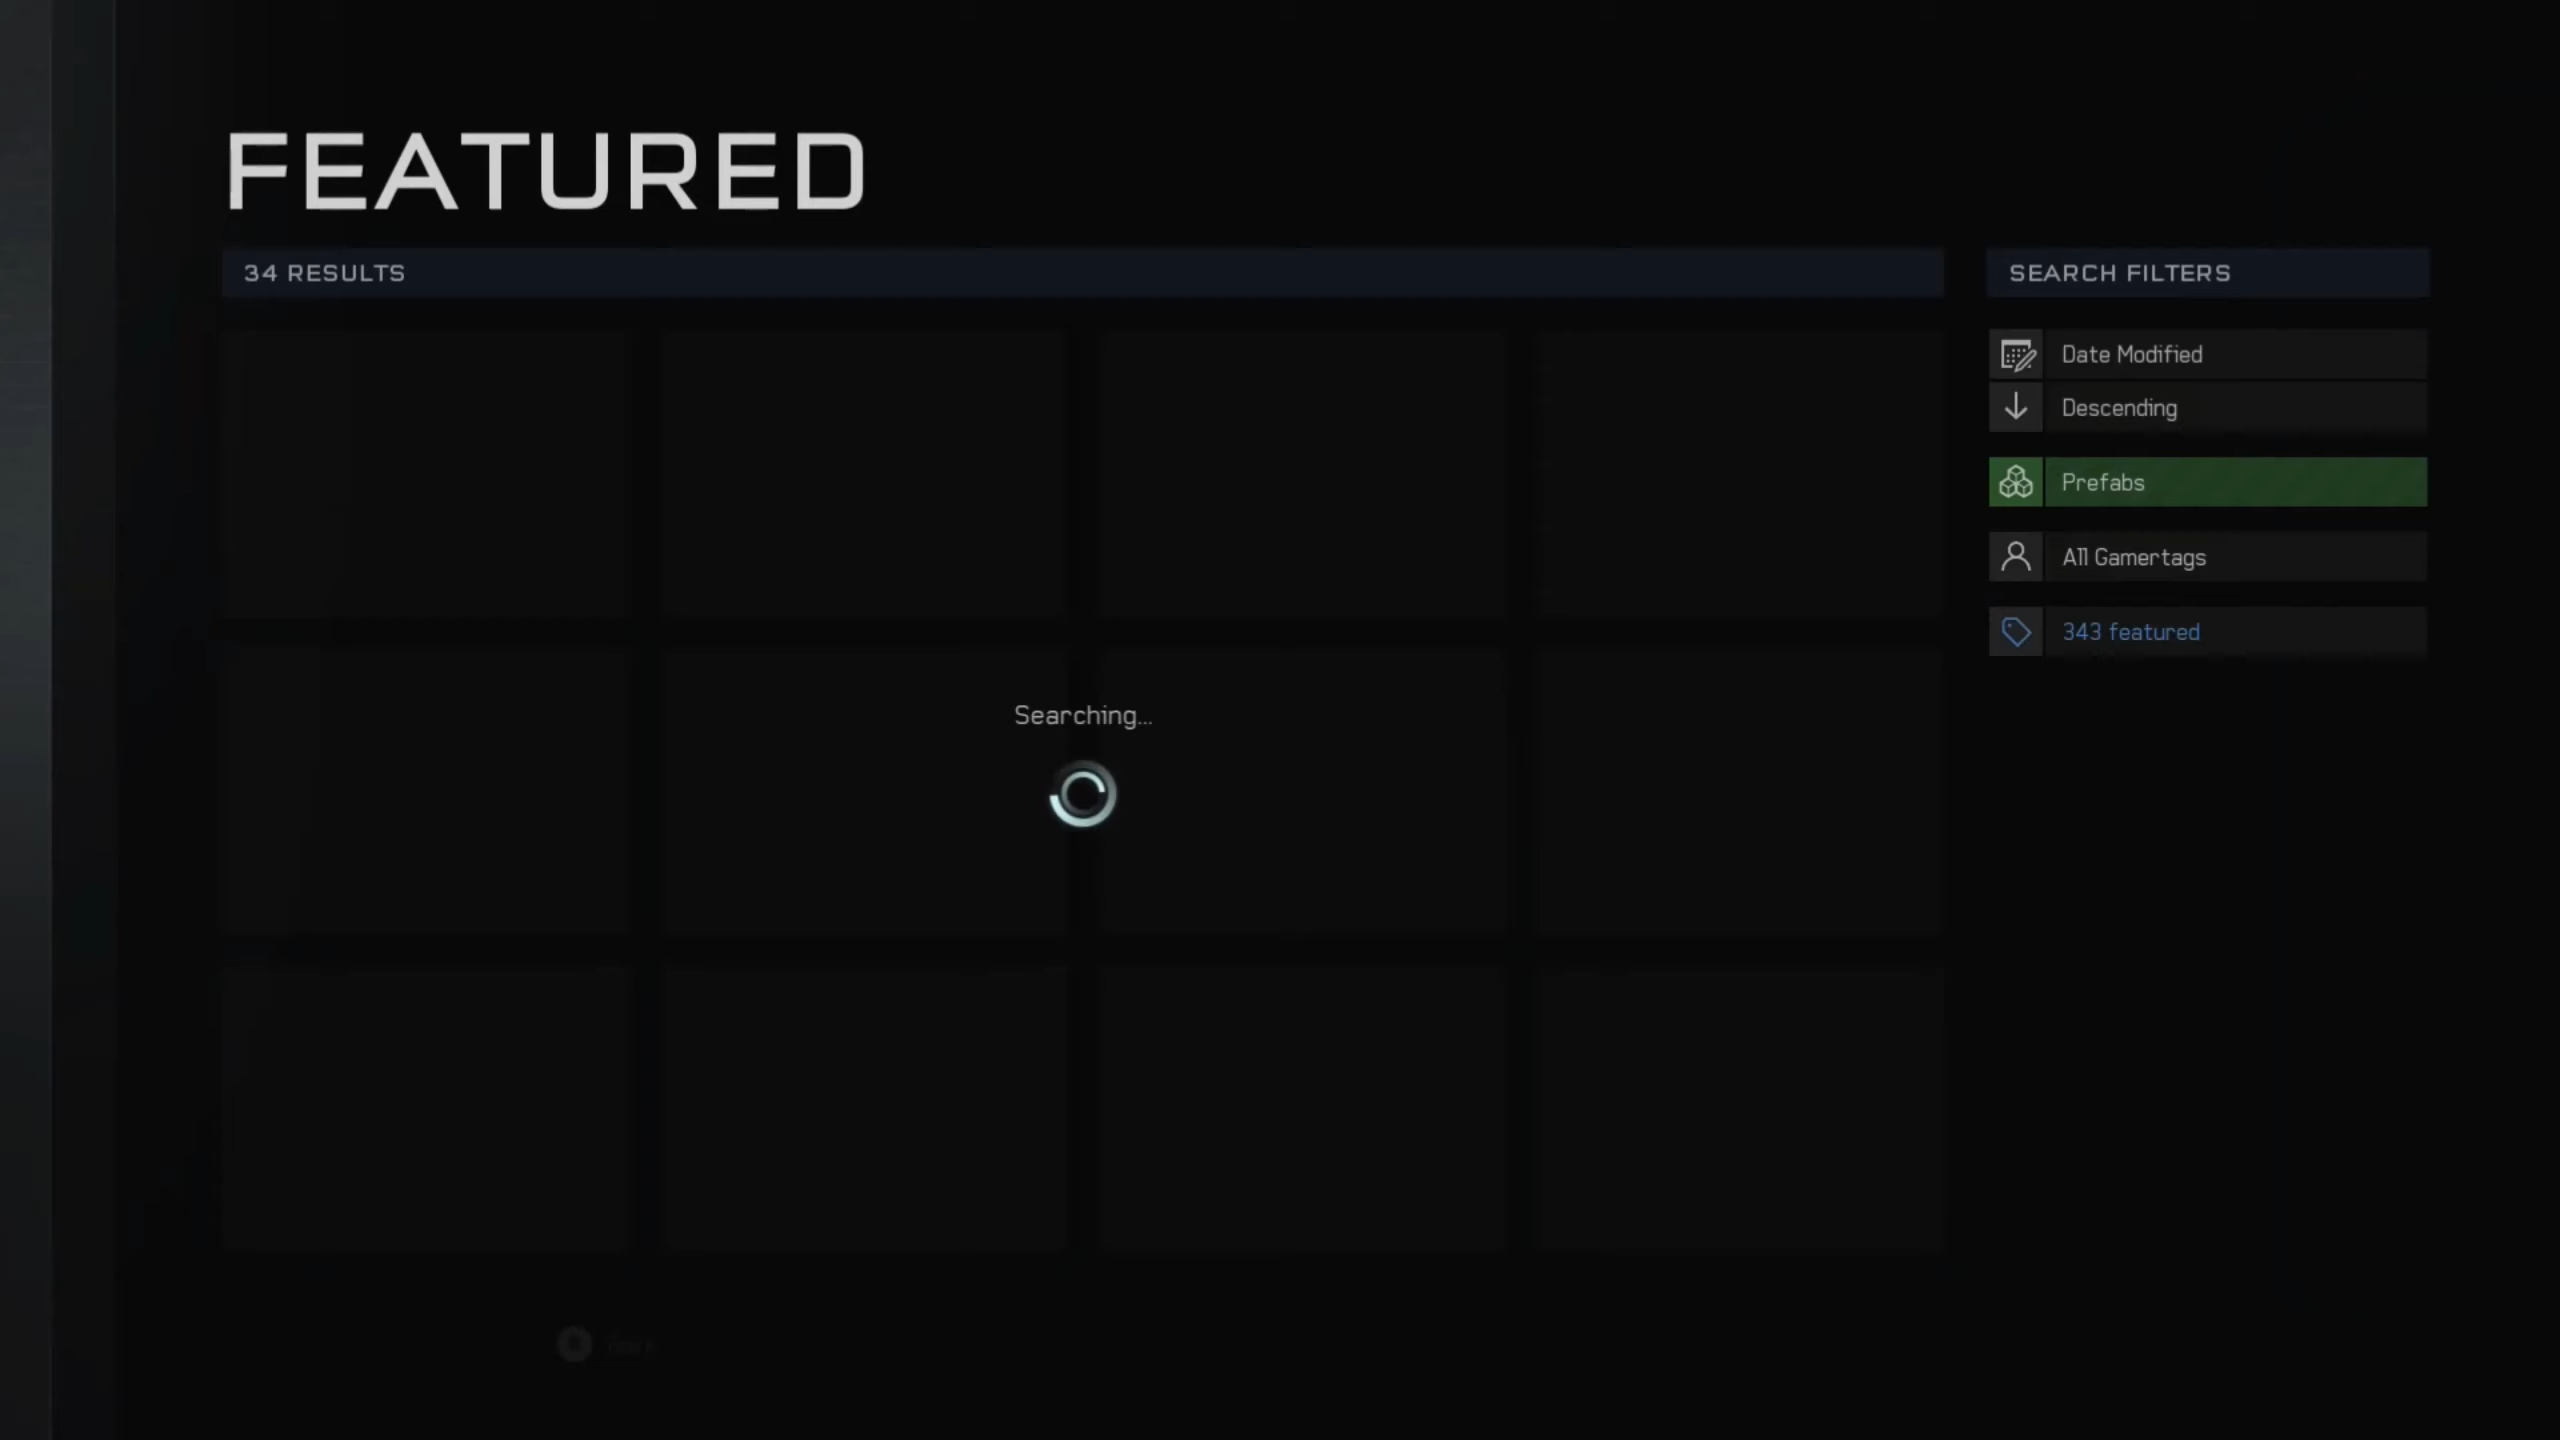 FEATURED
34 RESULTS
SEARCH FILTERS
Date Modified
Descending
Prefabs
All Gamertags
343 featured
Searching...